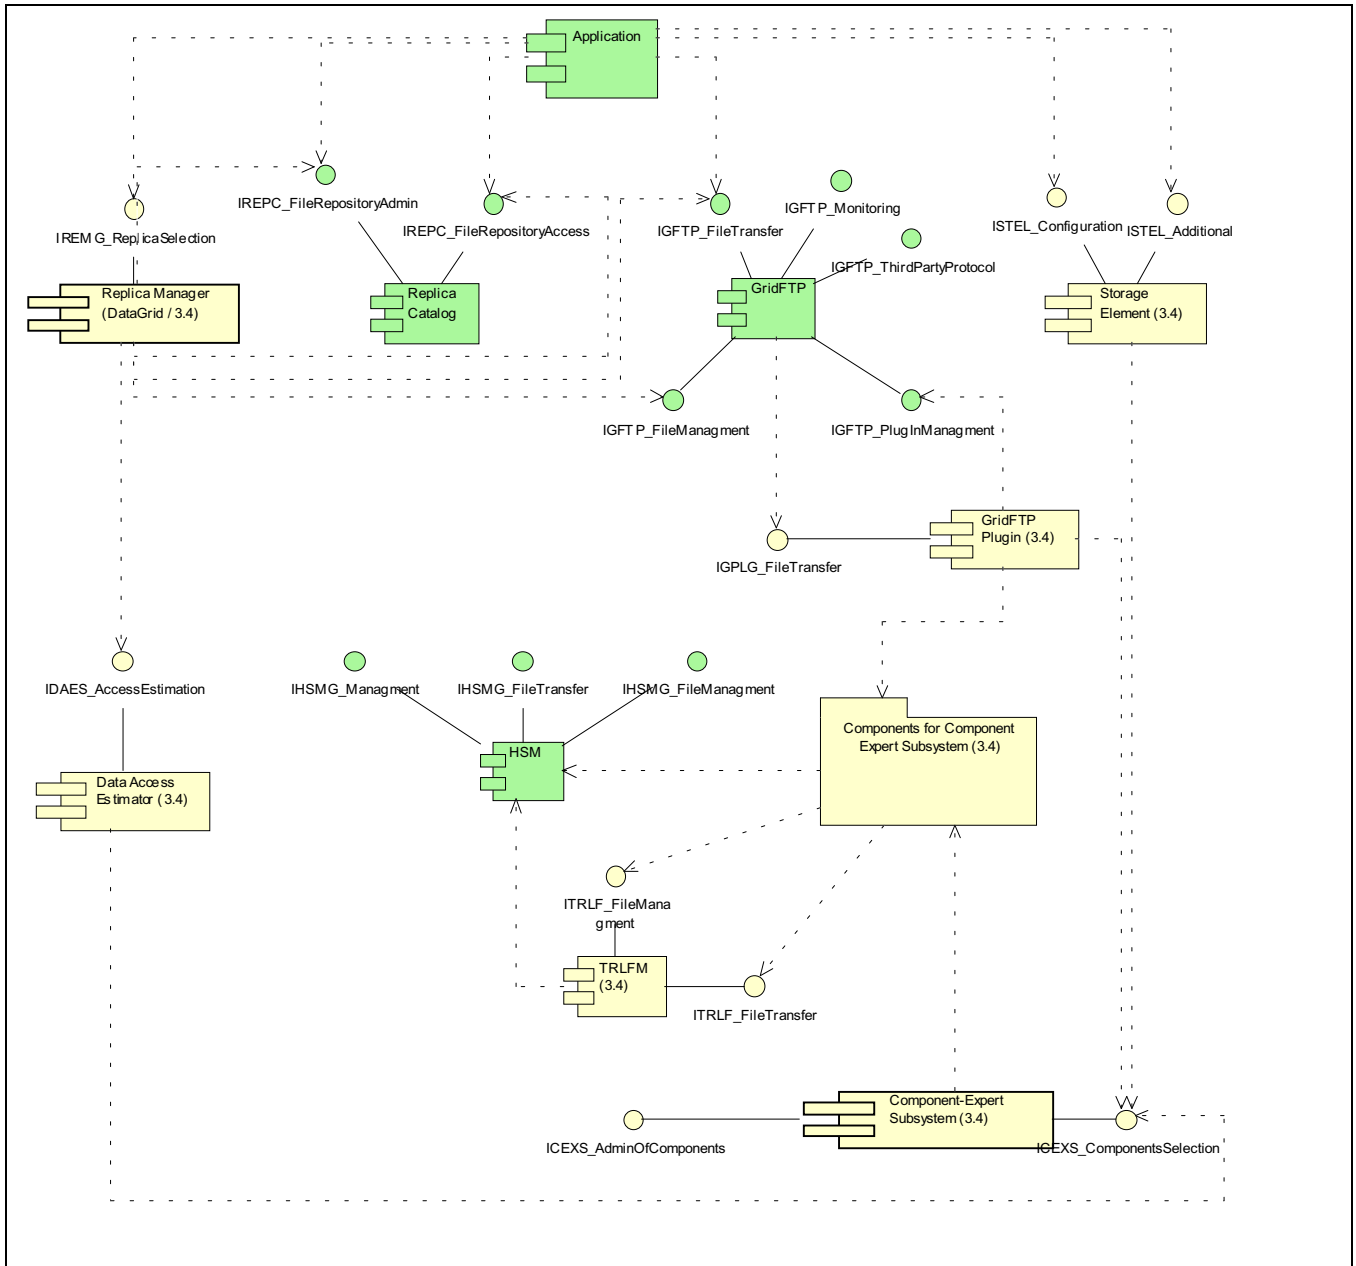 Application
IREPC_FileRepositoryAdmin
IGFTP_Monitoring
IREMG_ReplicaSelection
IREPC_FileRepositoryAccess
IGFTP_FileTransfer
ISTEL_Configuration
ISTEL_Additional
IGFTP_ThirdPartyProtocol
Replica Manager
(DataGrid / 3.4)
Replica
Catalog
GridFTP
Storage
Element (3.4)
IGFTP_FileManagment
IGFTP_PlugInManagment
GridFTP
Plugin (3.4)
IGPLG_FileTransfer
IDAES_AccessEstimation
IHSMG_Managment
IHSMG_FileTransfer
IHSMG_FileManagment
Components for Component
Expert Subsystem (3.4)
HSM
Data Access
Estimator (3.4)
ITRLF_FileMana
gment
TRLFM
(3.4)
ITRLF_FileTransfer
Component-Expert
Subsystem (3.4)
ICEXS_AdminOfComponents
ICEXS_ComponentsSelection